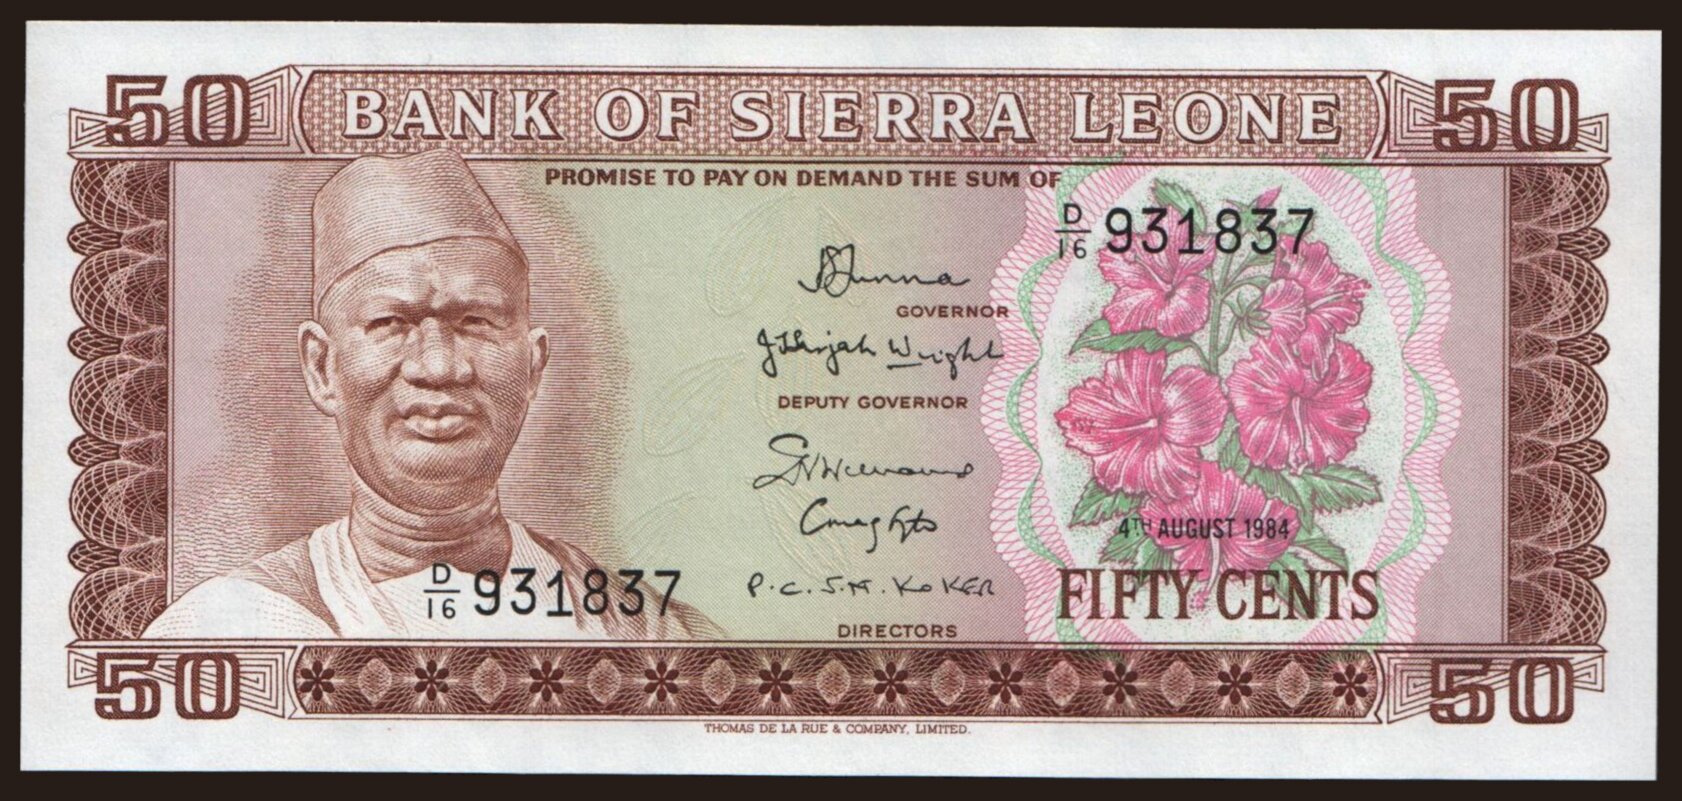 50 BANK OF SIERRA LEONE 50
PROMISE TO PAY ON DEMAND THE SUM OF
D/16 931837
GOVERNOR
Wright
DEPUTY GOVERNOR
4TH AUGUST 1984
D/16 931837
P.C.S.M. KOKER
FIFTY CENTS
DIRECTORS
50 50
THOMAS DE LA RUE & COMPANY, LIMITED.